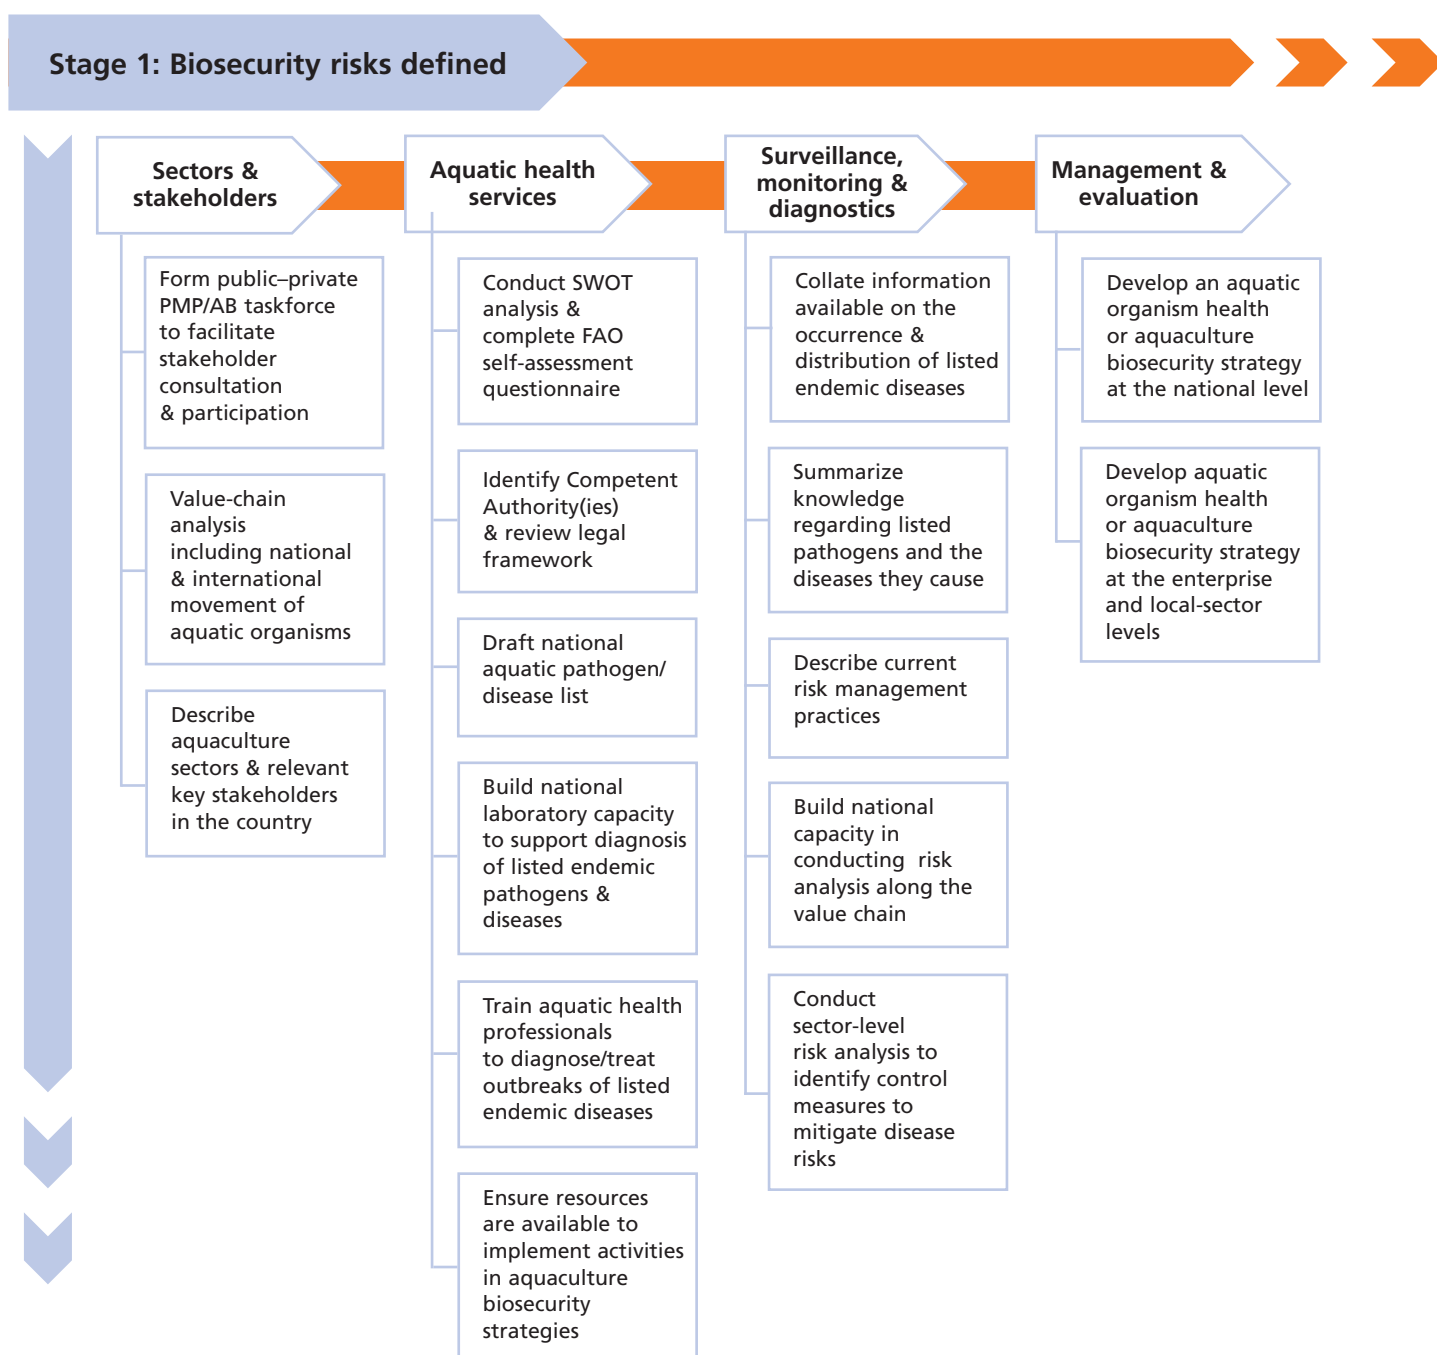 Stage 1: Biosecurity risks defined
Sectors &
stakeholders
Form public–private
PMP/AB taskforce
to facilitate
stakeholder
consultation
& participation
Value-chain
analysis
including national
& international
movement of
aquatic organisms
Describe
aquaculture
sectors & relevant
key stakeholders
in the country
Aquatic health
services
Conduct SWOT
analysis &
complete FAO
self-assessment
questionnaire
Identify Competent
Authority(ies)
& review legal
framework
Draft national
aquatic pathogen/
disease list
Build national
laboratory capacity
to support diagnosis
of listed endemic
pathogens &
diseases
Train aquatic health
professionals
to diagnose/treat
outbreaks of listed
endemic diseases
Ensure resources
are available to
implement activities
in aquaculture
biosecurity
strategies
Surveillance,
monitoring &
diagnostics
Collate information
available on the
occurrence &
distribution of listed
endemic diseases
Summarize
knowledge
regarding listed
pathogens and the
diseases they cause
Describe current
risk management
practices
Build national
capacity in
conducting risk
analysis along the
value chain
Conduct
sector-level
risk analysis to
identify control
measures to
mitigate disease
risks
Management &
evaluation
Develop an aquatic
organism health
or aquaculture
biosecurity strategy
at the national level
Develop aquatic
organism health
or aquaculture
biosecurity strategy
at the enterprise
and local-sector
levels